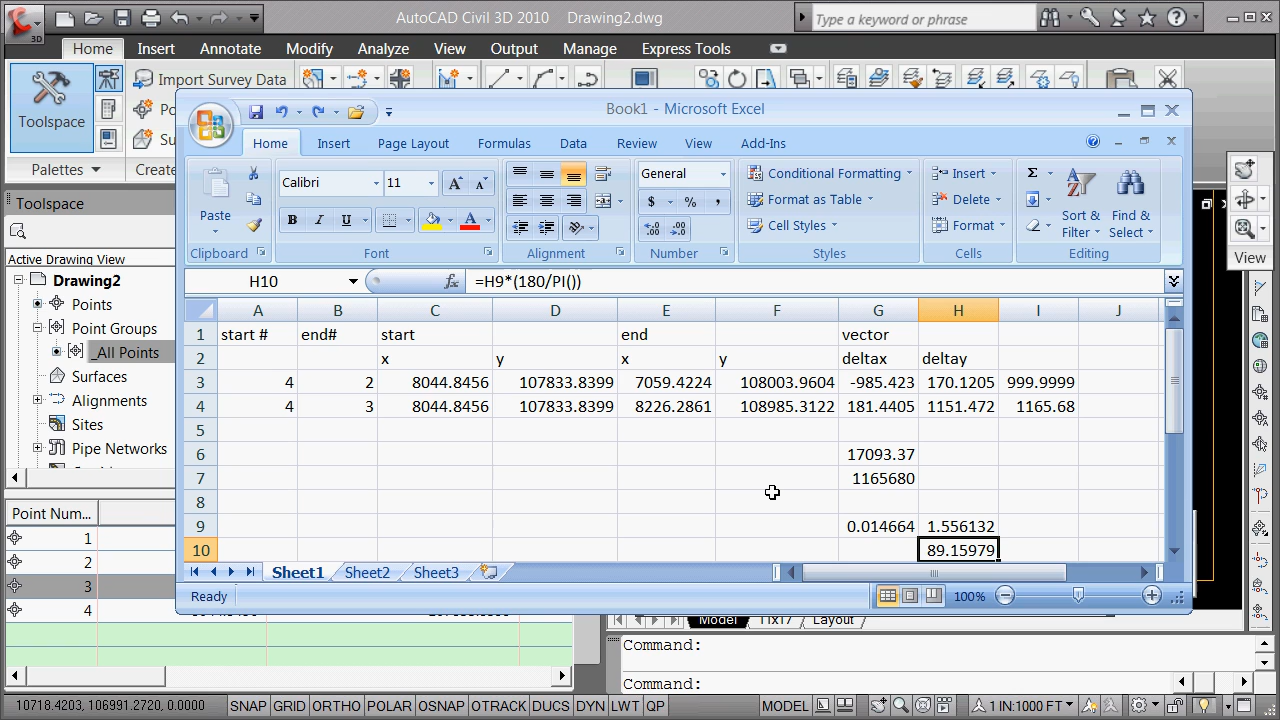 AutoCAD Civil 3D 2010 Drawing2.dwg
Type a keyword or phrase
3D
Home Insert Annotate Modify Analyze View Output Manage Express Tools
Toolspace
Import Survey Data
Po
Su
Palettes
Create
Book1 - Microsoft Excel
Home Insert Page Layout Formulas Data Review View Add-Ins
Paste
Calibri 11
B I U
General
$ % ,
Conditional Formatting
Format as Table
Cell Styles
Insert
Delete
Format
Σ
Sort & Filter
Find & Select
Clipboard Font Alignment Number Styles Cells Editing
View
H10 fx =H9*(180/PI())
A B C D E F G H I J
1 start # end# start end vector
2 x y x y deltax deltay
3 4 2 8044.8456 107833.8399 7059.4224 108003.9604 -985.423 170.1205 999.9999
4 4 3 8044.8456 107833.8399 8226.2861 108985.3122 181.4405 1151.472 1165.68
5
6 17093.37
7 1165680
8
9 0.014664 1.556132
10 89.15979
Sheet1 Sheet2 Sheet3
Ready 100%
Toolspace
Active Drawing View
Drawing2
Points
Point Groups
_All Points
Surfaces
Alignments
Sites
Pipe Networks
Point Num...
1
2
3
4
Model 11x17 Layout
Command:
Command:
10718.4203, 106991.2720, 0.0000 SNAP GRID ORTHO POLAR OSNAP OTRACK DUCS DYN LWT QP MODEL 1 IN:1000 FT